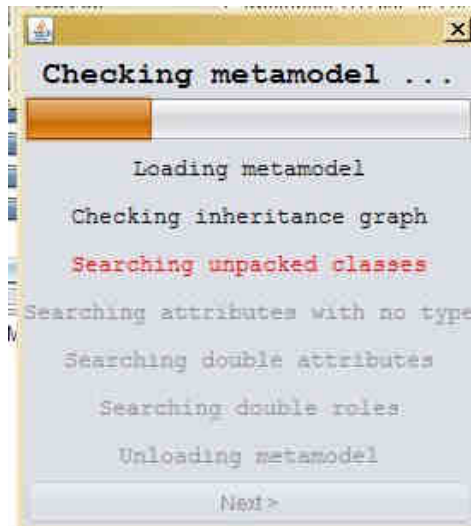 Checking metamodel ...
Loading metamodel
Checking inheritance graph
Searching unpacked classes
Searching attributes with no type
Searching double attributes
Searching double roles
Unloading metamodel
Next >